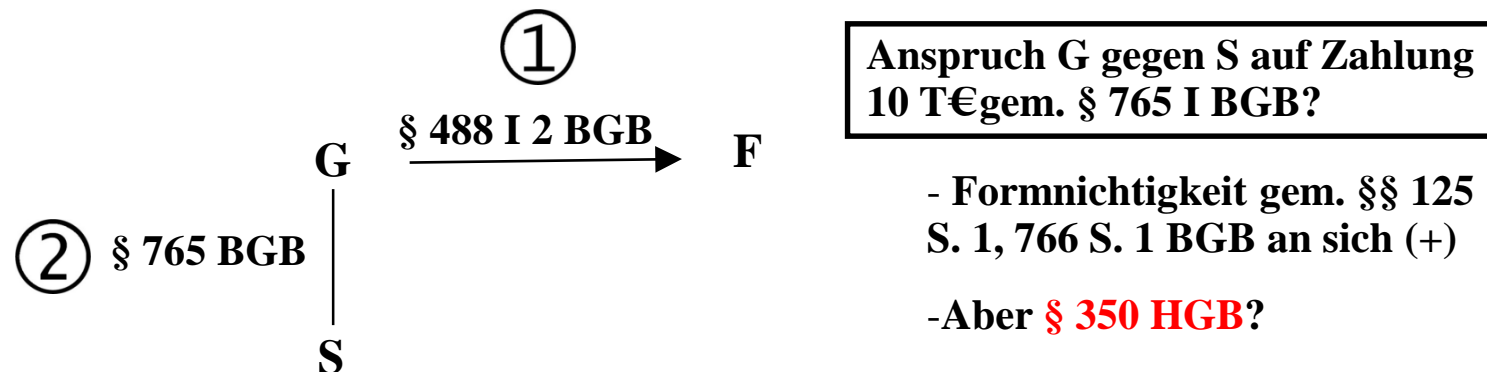 ①
§ 488 I 2 BGB
G
F
② § 765 BGB
S
Anspruch G gegen S auf Zahlung
10 T€gem. § 765 I BGB?
- Formnichtigkeit gem. §§ 125
S. 1, 766 S. 1 BGB an sich (+)
-Aber § 350 HGB?